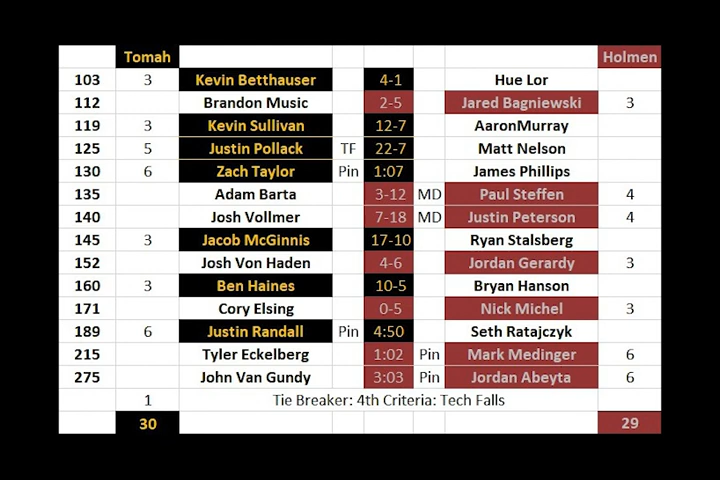 Tomah Holmen
103 3 Kevin Betthauser 4-1 Hue Lor
112 Brandon Music 2-5 Jared Bagniewski 3
119 3 Kevin Sullivan 12-7 AaronMurray
125 5 Justin Pollack TF 22-7 Matt Nelson
130 6 Zach Taylor Pin 1:07 James Phillips
135 Adam Barta 3-12 MD Paul Steffen 4
140 Josh Vollmer 7-18 MD Justin Peterson 4
145 3 Jacob McGinnis 17-10 Ryan Stalsberg
152 Josh Von Haden 4-6 Jordan Gerardy 3
160 3 Ben Haines 10-5 Bryan Hanson
171 Cory Elsing 0-5 Nick Michel 3
189 6 Justin Randall Pin 4:50 Seth Ratajczyk
215 Tyler Eckelberg 1:02 Pin Mark Medinger 6
275 John Van Gundy 3:03 Pin Jordan Abeyta 6
1 Tie Breaker: 4th Criteria: Tech Falls
30 29